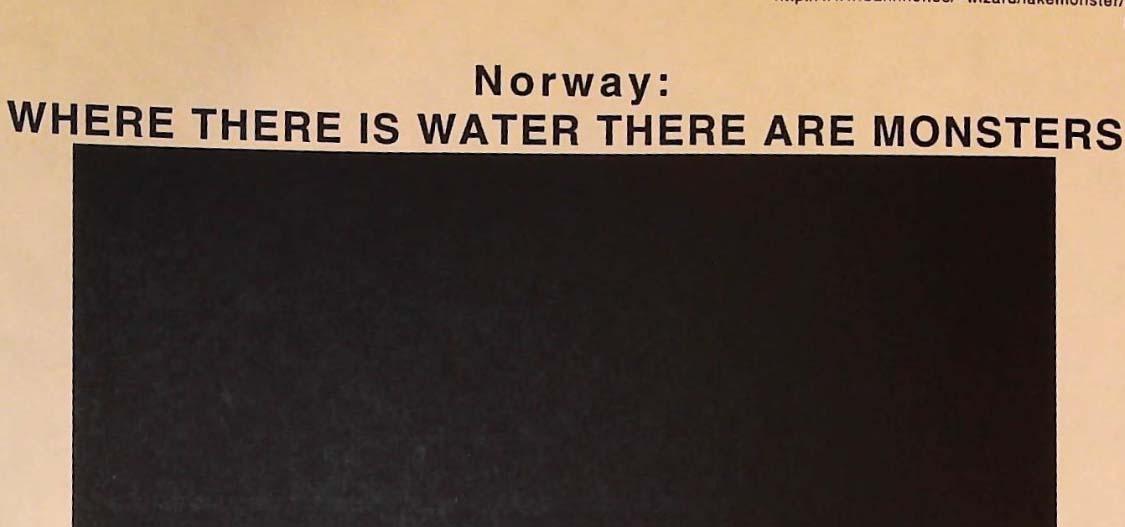 Norway:
WHERE THERE IS WATER THERE ARE MONSTERS